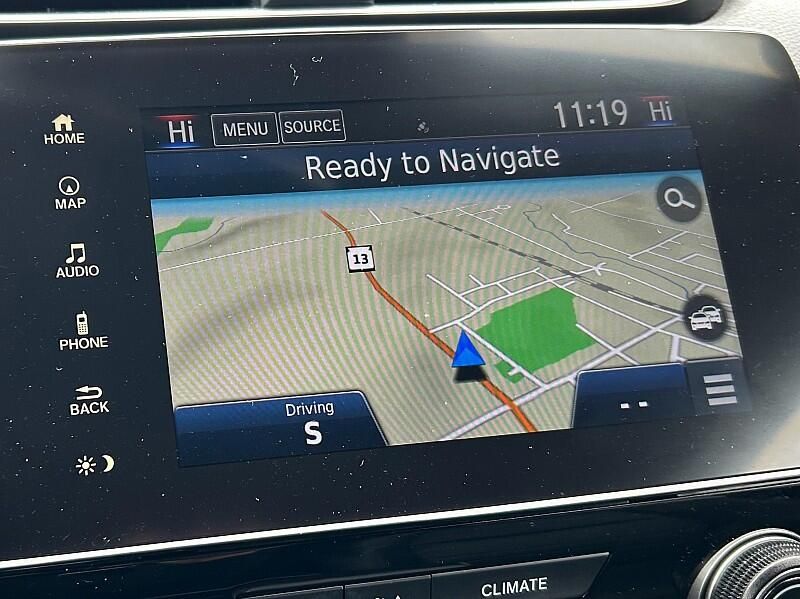 Hi MENU SOURCE 11:19 Hi
Ready to Navigate
HOME
MAP
AUDIO
PHONE
BACK
13
Driving
S
--
CLIMATE